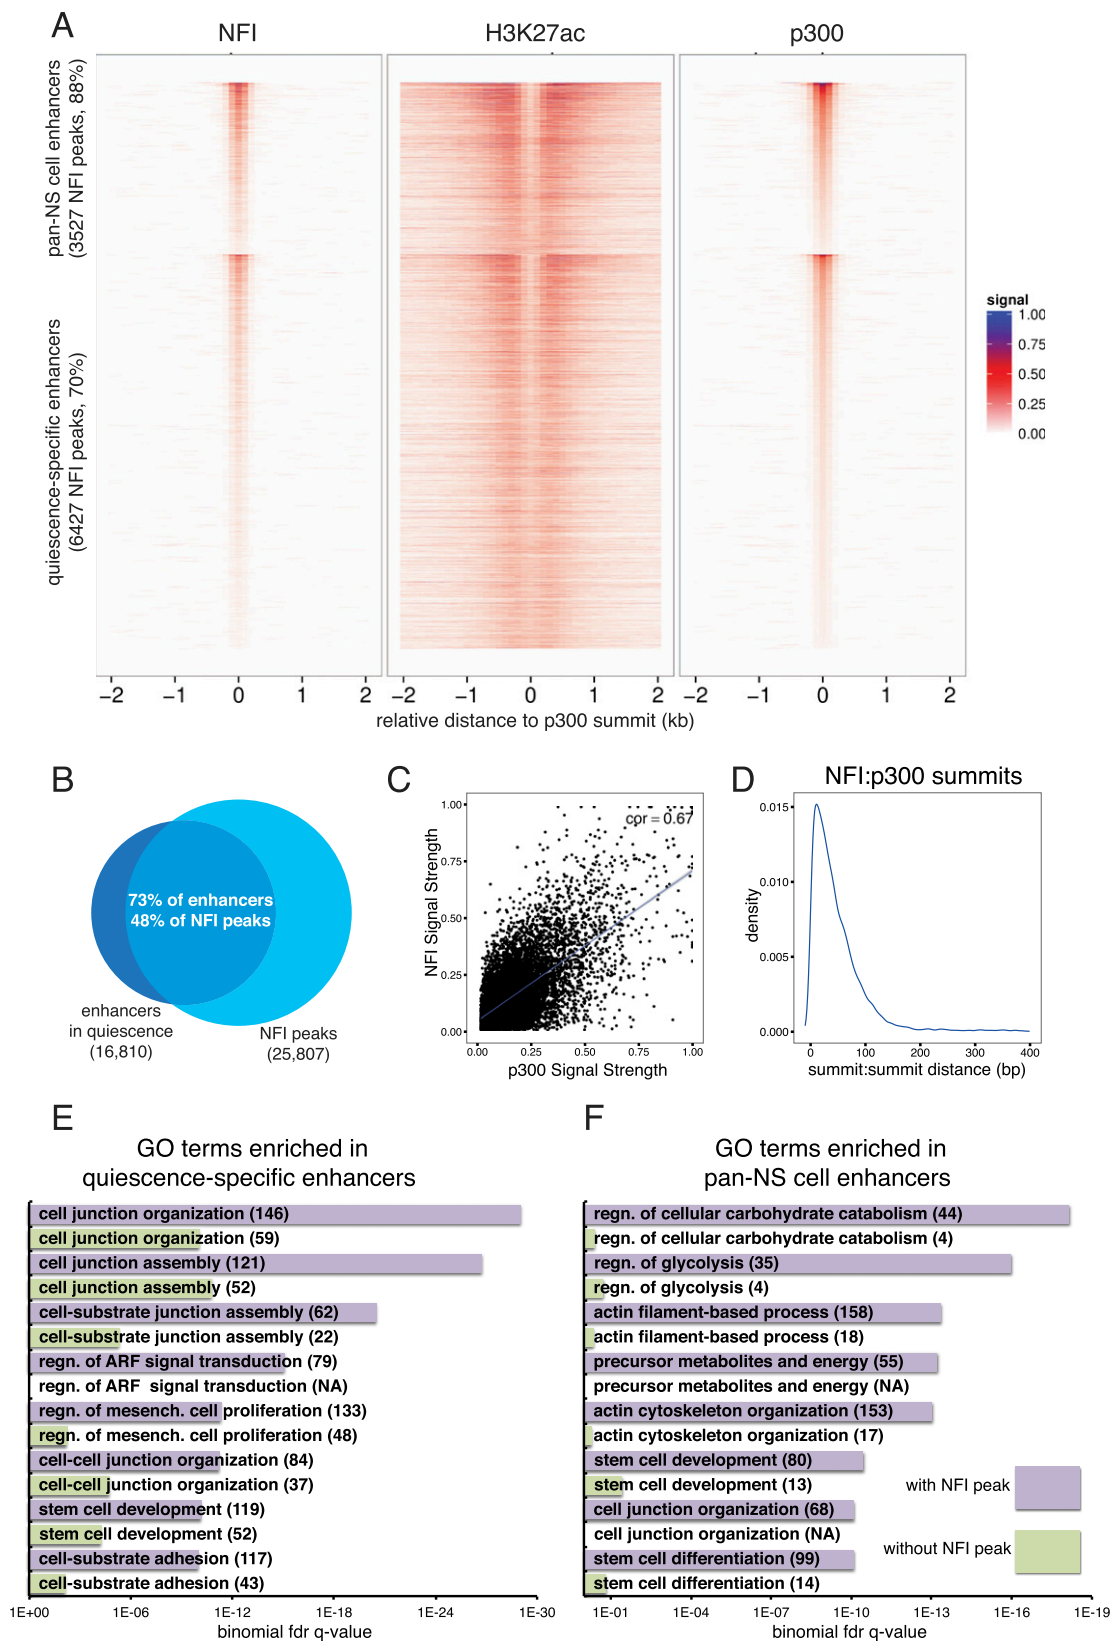 A
NFI
H3K27ac
p300
pan-NS cell enhancers
(3527 NFI peaks, 88%)
quiescence-specific enhancers
(6427 NFI peaks, 70%)
signal
1.00
0.75
0.50
0.25
0.00
−2 −1 0 1 2
−2 −1 0 1 2
−2 −1 0 1 2
relative distance to p300 summit (kb)
B
73% of enhancers
48% of NFI peaks
enhancers
in quiescence
(16,810)
NFI peaks
(25,807)
C
cor = 0.67
NFI Signal Strength
1.00
0.75
0.50
0.25
0.00
0.00 0.25 0.50 0.75 1.00
p300 Signal Strength
D
NFI:p300 summits
density
0.015
0.010
0.005
0.000
0 100 200 300 400
summit:summit distance (bp)
E
GO terms enriched in
quiescence-specific enhancers
cell junction organization (146)
cell junction organization (59)
cell junction assembly (121)
cell junction assembly (52)
cell-substrate junction assembly (62)
cell-substrate junction assembly (22)
regn. of ARF signal transduction (79)
regn. of ARF signal transduction (NA)
regn. of mesench. cell proliferation (133)
regn. of mesench. cell proliferation (48)
cell-cell junction organization (84)
cell-cell junction organization (37)
stem cell development (119)
stem cell development (52)
cell-substrate adhesion (117)
cell-substrate adhesion (43)
1E+00 1E-06 1E-12 1E-18 1E-24 1E-30
binomial fdr q-value
F
GO terms enriched in
pan-NS cell enhancers
regn. of cellular carbohydrate catabolism (44)
regn. of cellular carbohydrate catabolism (4)
regn. of glycolysis (35)
regn. of glycolysis (4)
actin filament-based process (158)
actin filament-based process (18)
precursor metabolites and energy (55)
precursor metabolites and energy (NA)
actin cytoskeleton organization (153)
actin cytoskeleton organization (17)
stem cell development (80)
stem cell development (13)
cell junction organization (68)
cell junction organization (NA)
stem cell differentiation (99)
stem cell differentiation (14)
with NFI peak
without NFI peak
1E-01 1E-04 1E-07 1E-10 1E-13 1E-16 1E-19
binomial fdr q-value